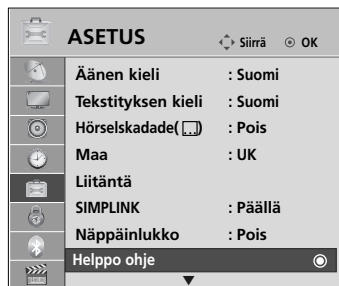 ASETUS Siirrä OK
Äänen kieli : Suomi
Tekstityksen kieli : Suomi
Hörselskadade( ) : Pois
Maa : UK
Liitäntä
SIMPLINK : Päällä
Näppäinlukko : Pois
Helppo ohje